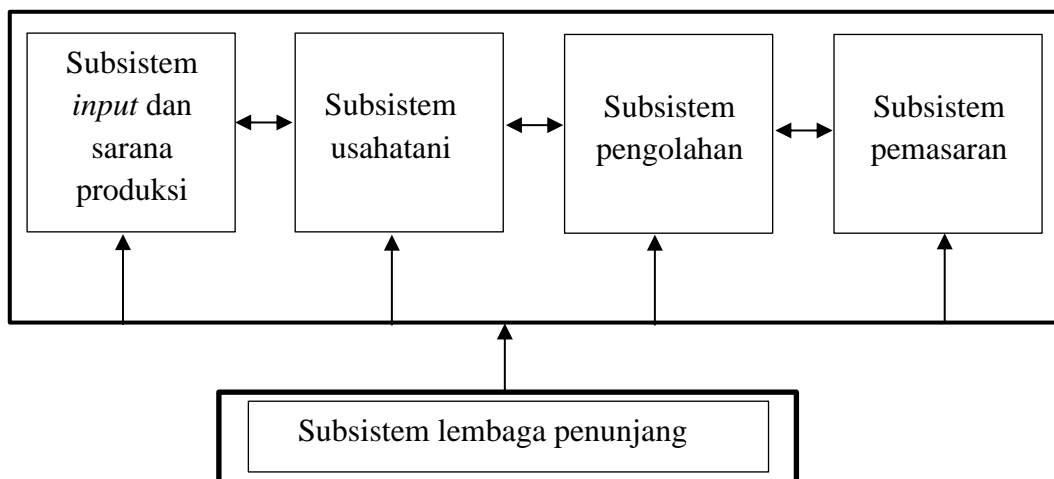 Subsistem
input dan
sarana
produksi
Subsistem
usahatani
Subsistem
pengolahan
Subsistem
pemasaran
Subsistem lembaga penunjang